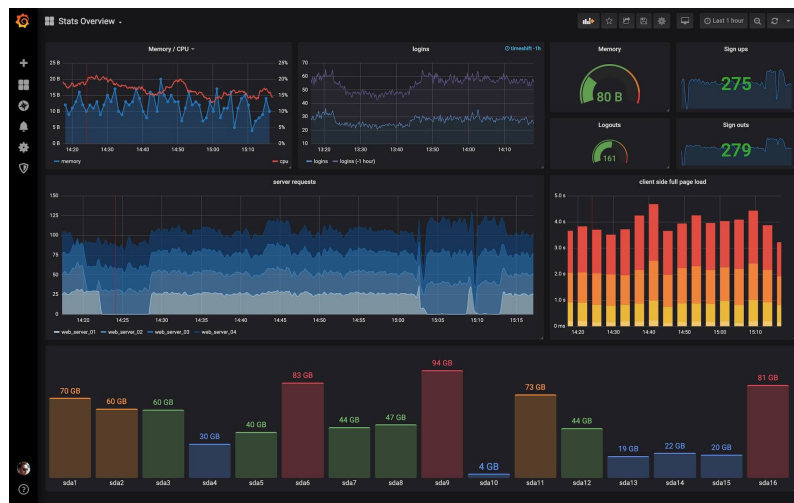 Stats Overview
Last 1 hour
Memory / CPU
25 B
20 B
15 B
10 B
5 B
0 B
25%
20%
15%
10%
5%
0%
14:20 14:30 14:40 14:50 15:00 15:10
memory cpu
logins
timeshift -1h
70
60
50
40
30
20
10
13:20 13:30 13:40 13:50 14:00 14:10
logins logins (-1 hour)
Memory
80 B
Sign ups
275
Logouts
161
Sign outs
279
server requests
150
125
100
75
50
25
0
14:20 14:25 14:30 14:35 14:40 14:45 14:50 14:55 15:00 15:05 15:10 15:15
web_server_01 web_server_02 web_server_03 web_server_04
client side full page load
5.0 s
4.0 s
3.0 s
2.0 s
1.0 s
0 ms
14:20 14:30 14:40 14:50 15:00 15:10
70 GB 60 GB 60 GB 30 GB 40 GB 83 GB 44 GB 47 GB 94 GB 4 GB 73 GB 44 GB 19 GB 22 GB 20 GB 81 GB
sda1 sda2 sda3 sda4 sda5 sda6 sda7 sda8 sda9 sda10 sda11 sda12 sda13 sda14 sda15 sda16